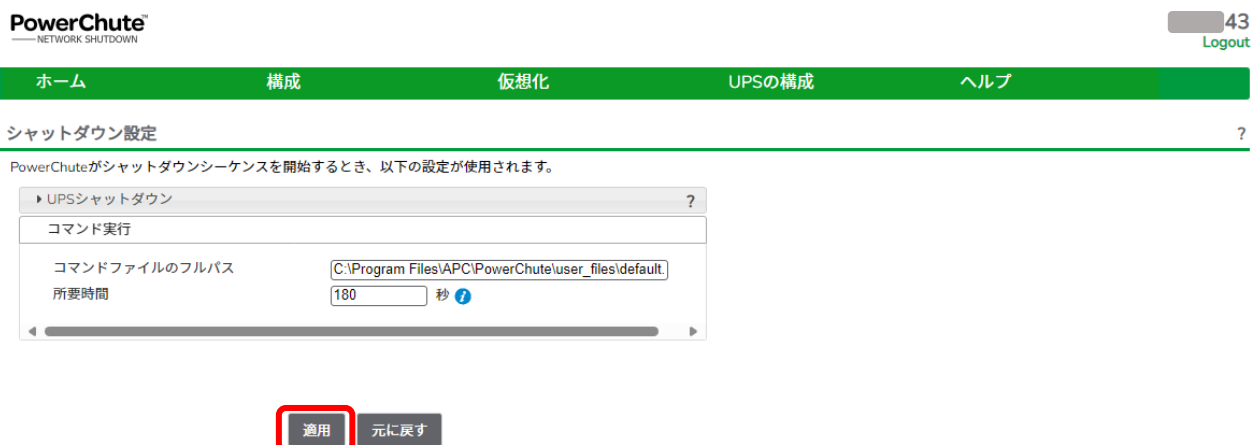 PowerChute™
NETWORK SHUTDOWN
43
Logout
ホーム 構成 仮想化 UPSの構成 ヘルプ
シャットダウン設定 ?
PowerChuteがシャットダウンシーケンスを開始するとき、以下の設定が使用されます。
UPSシャットダウン ?
コマンド実行
コマンドファイルのフルパス C:\Program Files\APC\PowerChute\user_files\default.
所要時間 180 秒 i
適用 元に戻す